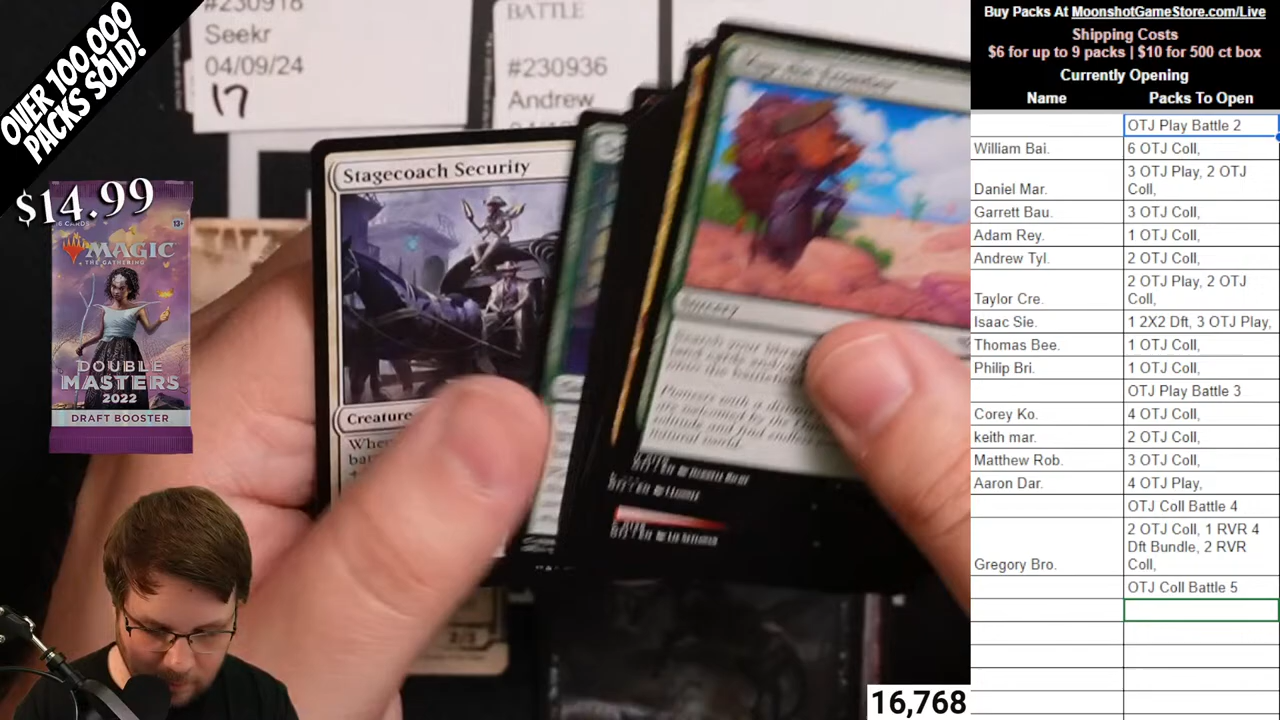 OVER 100,000
PACKS SOLD!
#230918
Seekr
04/09/24
17
BATTLE
#230936
Andrew
$14.99
13+
MAGIC
THE GATHERING
DOUBLE
MASTERS
2022
DRAFT BOOSTER
Stagecoach Security
Creature
Sorcery
Buy Packs At MoonshotGameStore.com/Live
Shipping Costs
$6 for up to 9 packs | $10 for 500 ct box
Currently Opening
Name Packs To Open
OTJ Play Battle 2
William Bai. 6 OTJ Coll,
3 OTJ Play, 2 OTJ
Daniel Mar. Coll,
Garrett Bau. 3 OTJ Coll,
Adam Rey. 1 OTJ Coll,
Andrew Tyl. 2 OTJ Coll,
2 OTJ Play, 2 OTJ
Taylor Cre. Coll,
Isaac Sie. 1 2X2 Dft, 3 OTJ Play,
Thomas Bee. 1 OTJ Coll,
Philip Bri. 1 OTJ Coll,
OTJ Play Battle 3
Corey Ko. 4 OTJ Coll,
keith mar. 2 OTJ Coll,
Matthew Rob. 3 OTJ Coll,
Aaron Dar. 4 OTJ Play,
OTJ Coll Battle 4
2 OTJ Coll, 1 RVR 4
Dft Bundle, 2 RVR
Gregory Bro. Coll,
OTJ Coll Battle 5
16,768